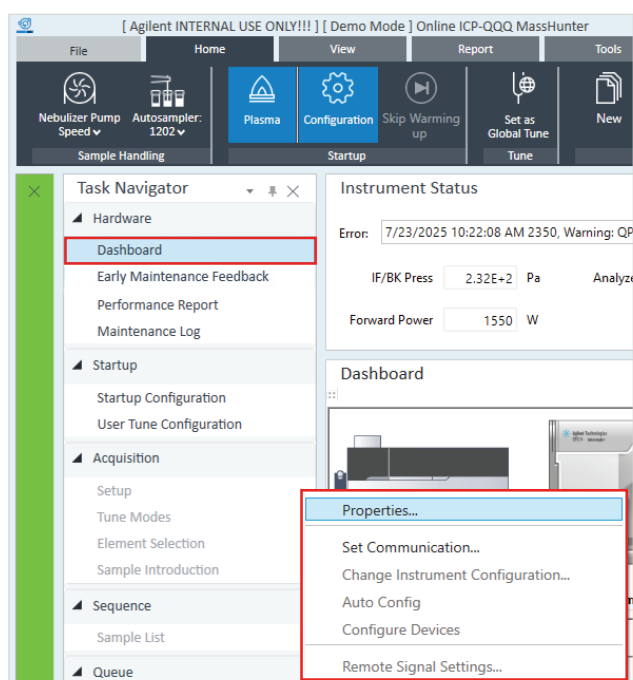 [ Agilent INTERNAL USE ONLY!!! ] [ Demo Mode ] Online ICP-QQQ MassHunter
File Home View Report Tools
Nebulizer Pump Speed
Autosampler: 1202
Plasma
Configuration
Skip Warming up
Set as Global Tune
New
Sample Handling Startup Tune
Task Navigator
Hardware
Dashboard
Early Maintenance Feedback
Performance Report
Maintenance Log
Startup
Startup Configuration
User Tune Configuration
Acquisition
Setup
Tune Modes
Element Selection
Sample Introduction
Sequence
Sample List
Queue
Instrument Status
Error: 7/23/2025 10:22:08 AM 2350, Warning: QP
IF/BK Press 2.32E+2 Pa Analyze
Forward Power 1550 W
Dashboard
Agilent Technologies
Properties...
Set Communication...
Change Instrument Configuration...
Auto Config
Configure Devices
Remote Signal Settings...